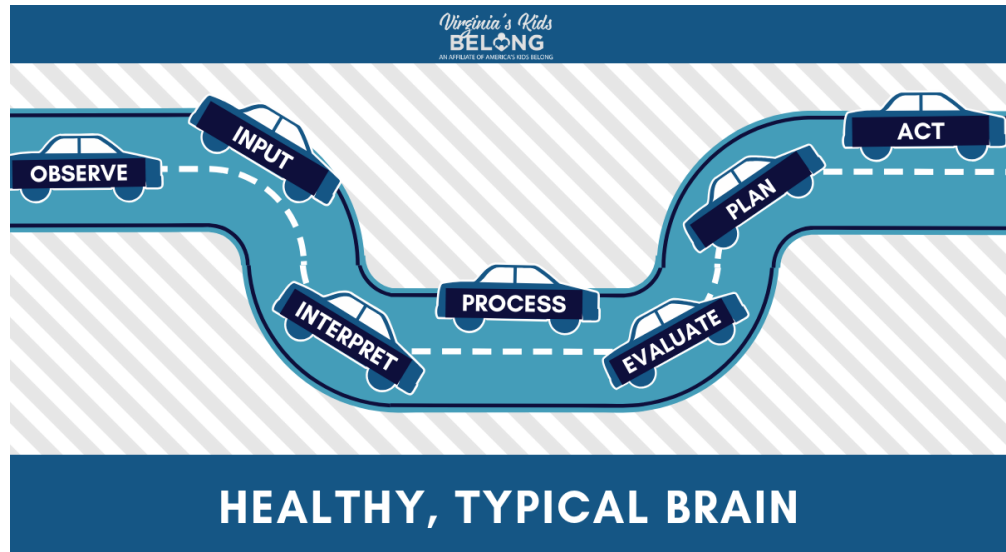 Virginia's Kids
BELONG
AN AFFILIATE OF AMERICA'S KIDS BELONG
OBSERVE
INPUT
INTERPRET
PROCESS
EVALUATE
PLAN
ACT
HEALTHY, TYPICAL BRAIN